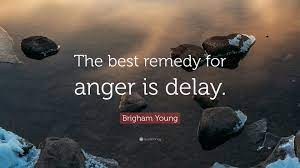 The best remedy for
anger is delay.
Brigham Young